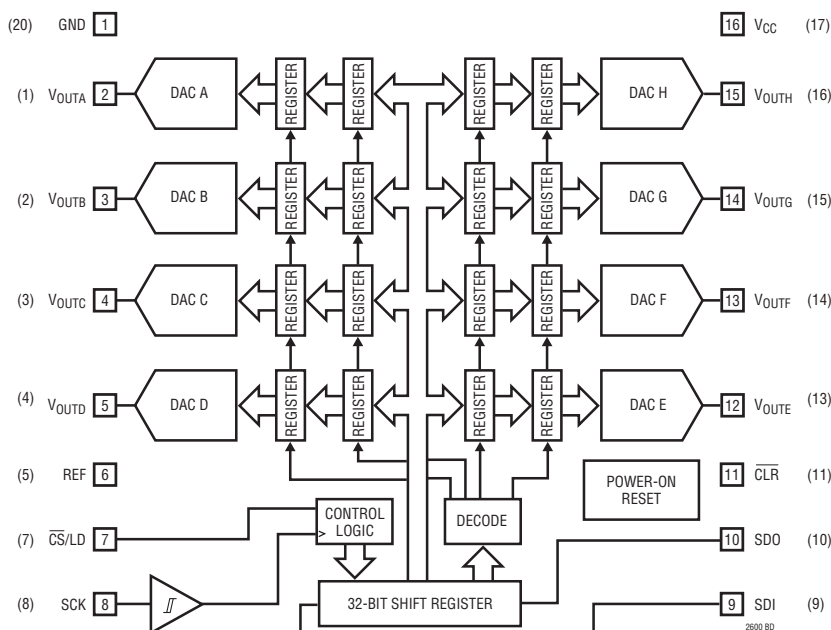 (20) GND 1
16 VCC (17)
(1) VOUTA 2 DAC A REGISTER REGISTER REGISTER REGISTER DAC H 15 VOUTH (16)
(2) VOUTB 3 DAC B REGISTER REGISTER REGISTER REGISTER DAC G 14 VOUTG (15)
(3) VOUTC 4 DAC C REGISTER REGISTER REGISTER REGISTER DAC F 13 VOUTF (14)
(4) VOUTD 5 DAC D REGISTER REGISTER REGISTER REGISTER DAC E 12 VOUTE (13)
(5) REF 6
POWER-ON
RESET
11 C̅L̅R̅ (11)
(7) C̅S̅/LD 7
CONTROL
LOGIC
DECODE
10 SDO (10)
(8) SCK 8
32-BIT SHIFT REGISTER
9 SDI (9)
2600 BD